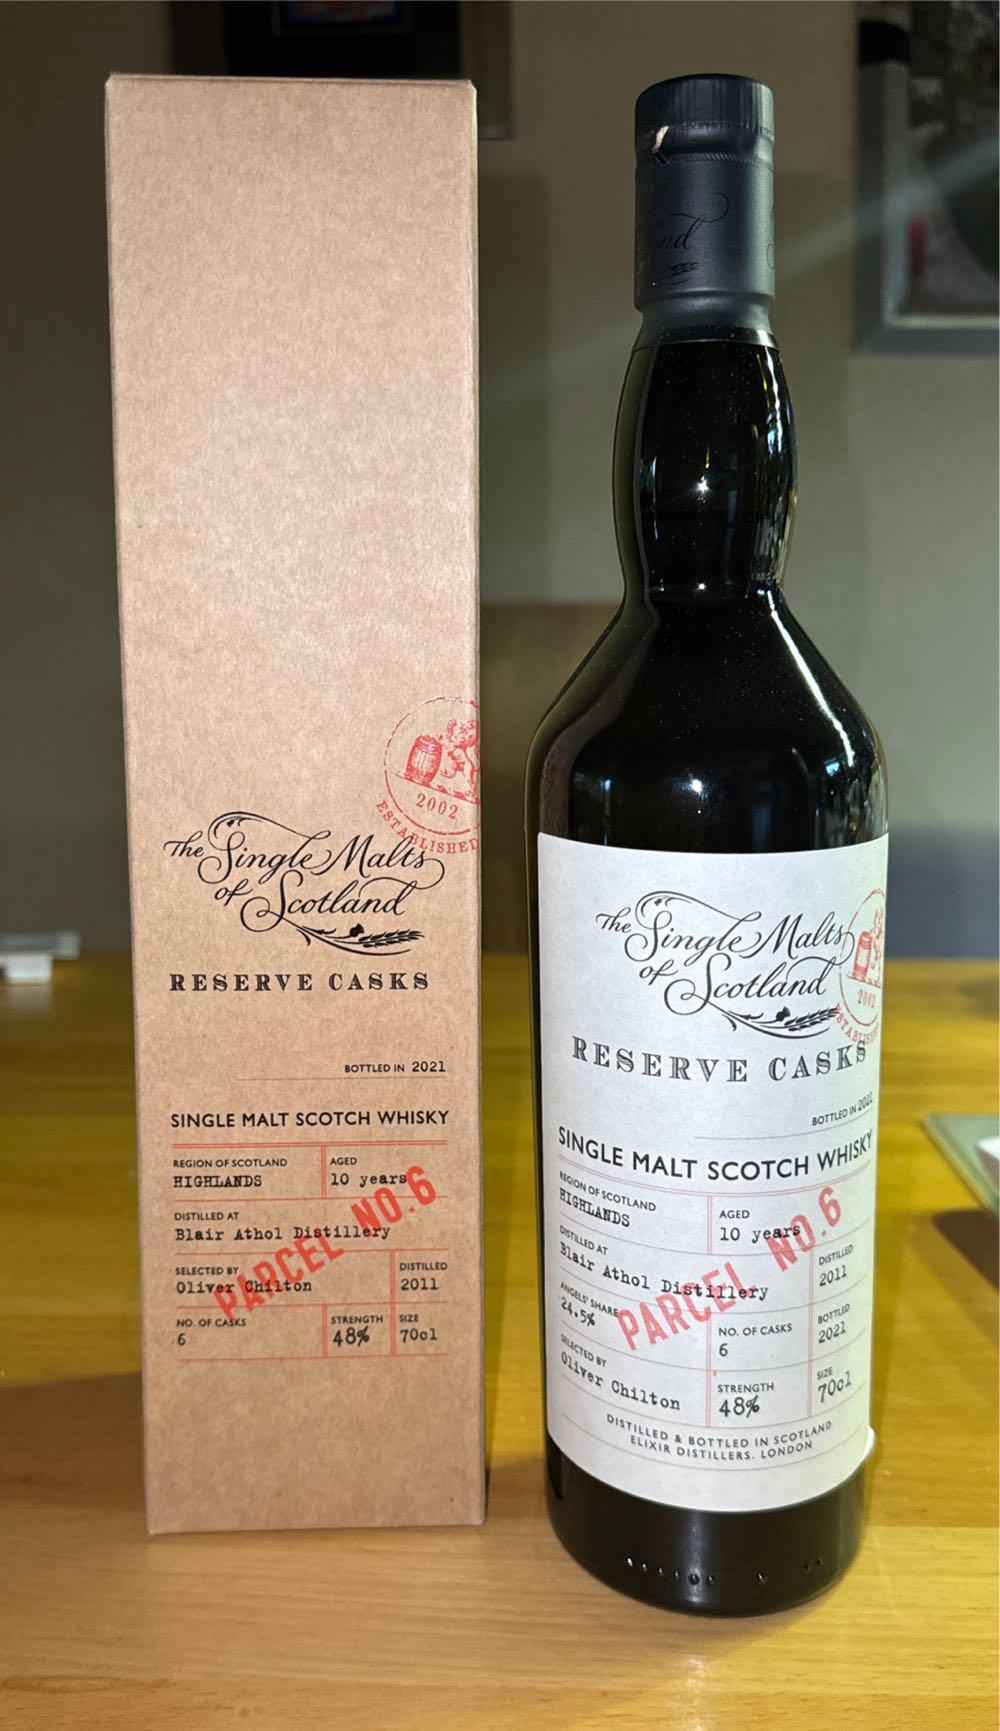 2002
ESTABLISHED
The Single Malts
of Scotland
RESERVE CASKS
BOTTLED IN 2021
SINGLE MALT SCOTCH WHISKY
REGION OF SCOTLAND
HIGHLANDS
AGED
10 years
DISTILLED AT
Blair Athol Distillery
PARCEL NO.6
SELECTED BY
Oliver Chilton
DISTILLED
2011
NO. OF CASKS
6
STRENGTH
48%
SIZE
70cl
nd
The Single Malts
of Scotland
2002
RESERVE CASKS
BOTTLED IN 2021
SINGLE MALT SCOTCH WHISKY
REGION OF SCOTLAND
HIGHLANDS
AGED
10 years
DISTILLED AT
Blair Athol Distillery
DISTILLED
2011
PARCEL NO.6
ANGELS' SHARE
24.5%
NO. OF CASKS
6
BOTTLED
2021
SELECTED BY
Oliver Chilton
STRENGTH
48%
SIZE
70cl
DISTILLED & BOTTLED IN SCOTLAND
ELIXIR DISTILLERS. LONDON